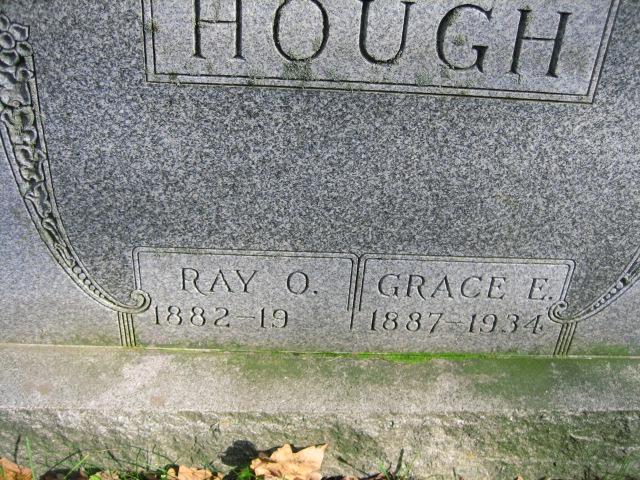 HOUGH
RAY O.
1882-19
GRACE E.
1887-1934